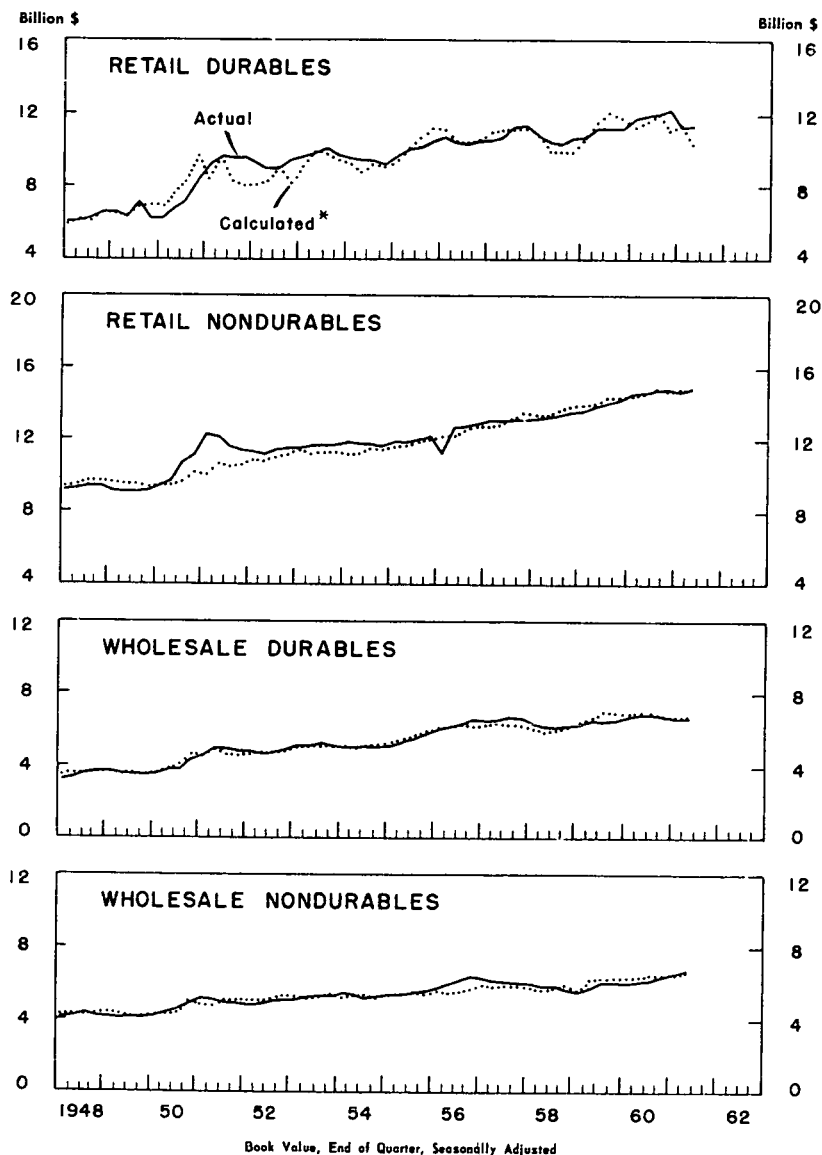 Billion $ Billion $
16 16
RETAIL DURABLES
12 12
Actual
8 8
Calculated*
4 4
20 20
RETAIL NONDURABLES
16 16
12 12
8 8
4 4
12 12
WHOLESALE DURABLES
8 8
4 4
0 0
12 12
WHOLESALE NONDURABLES
8 8
4 4
0 0
1948 50 52 54 56 58 60 62
Book Value, End of Quarter, Seasonally Adjusted